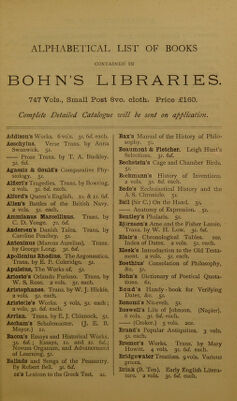 ALPHABETICAL LIST OF BOOKS
CONTAINED IN
BOHN'S LIBRARIES.
747 Vols., Small Post 8vo. cloth. Price £160.
Complete Detailed Catalogue will be sent on application.
Addison's Works. 6 vols. 3s. 6d. each.
Aeschylus. Verse Trans. by Anna
Swanwick. 5s.
— Prose Trans. by T. A. Buckley.
3s. 6d.
Agassiz & Gould's Comparative Phy-
siology. 5s.
Alfieri's Tragedies. Trans. by Bowring.
2 vols. 3s. 6d. each.
Alford's Queen's English. 1s. & 1s. 6d.
Allen's Battles of the British Navy.
2 vols. 5s. each.
Ammianus Marcellinus. Trans. by
C. D. Yonge. 7s. 6d.
Andersen's Danish Tales. Trans. by
Caroline Peachey. 5s.
Antoninus (Marcus Aurelius). Trans.
by George Long. 3s. 6d.
Apollonius Rhodius. The Argonautica.
Trans. by E. P. Coleridge. 5s.
Apuleius, The Works of. 5s.
Ariosto's Orlando Furioso. Trans. by
W. S. Rose. 2 vols. 5s. each.
Aristophanes. Trans. by W. J. Hickie.
2 vols. 5s. each.
Aristotle's Works. 5 vols, 5s. each;
2 vols, 3s. 6d. each.
Arrian. Trans. by E. J. Chinnock. 5s.
Ascham's Scholemaster. (J. E. B.
Mayor.) 1s.
Bacon's Essays and Historical Works,
3s. 6d.; Essays, 1s. and 1s. 6d.;
Novum Organum, and Advancement
of Learning, 5s.
Ballads and Songs of the Peasantry.
By Robert Bell. 3s. 6d.
Lexicon to the Greek Test. 2s.
Bax's Manual of the History of Philo-
sophy. 5s.
Beaumont & Fletcher. Leigh Hunt's
Selections. 3s. 6d.
Bechstein's Cage and Chamber Birds.
5s.
Beckmann's History of Inventions.
2 vols. 3s. 6d. each.
Bede's Ecclesiastical History and the
A. S. Chronicle. 5s.
Bell (Sir C.) On the Hand. 5s.
— Anatomy of Expression. 5s.
Bentley's Phalaris. 5s.
Björnson's Arne and the Fisher Lassie.
Trans. by W. H. Low. 3s. 6d.
Blair's Chronological Tables. 10s.
Index of Dates. 2 vols. 5s. each.
Bleek's Introduction to the Old Testa-
ment. 2 vols. 5s. each.
Boethius' Consolation of Philosophy,
&c. 5s.
Bohn's Dictionary of Poetical Quota-
tions. 6s.
Bond's Handy-book for Verifying
Dates, &c. 5s.
Bonomi's Nineveh. 5s.
Boswell's Life of Johnson. (Napier).
6 vols. 3s. 6d. each.
— (Croker.) 5 vols. 20s.
Brand's Popular Antiquities. 3 vols.
5s. each.
Bremer's Works. Trans. by Mary
Howitt. 4 vols. 3s. 6d. each.
Bridgewater Treatises. 9 vols. Various
prices.
Brink (B. Ten). Early English Litera-
ture. 2 vols. 3s. 6d. each.